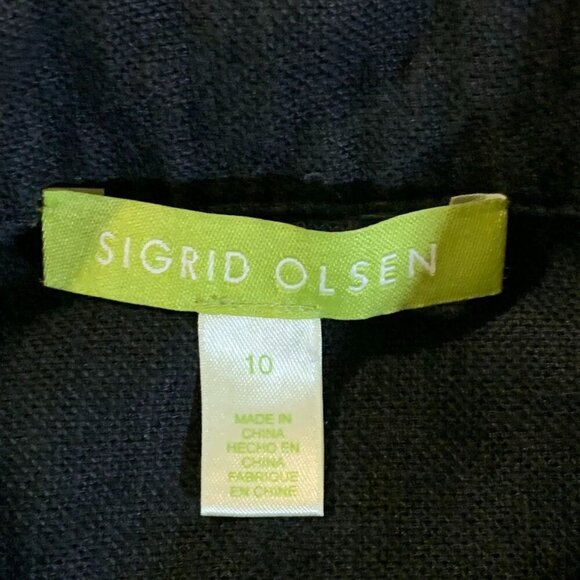 SIGRID OLSEN
10
MADE IN
CHINA
HECHO EN
CHINA
FABRIQUE
EN CHINE